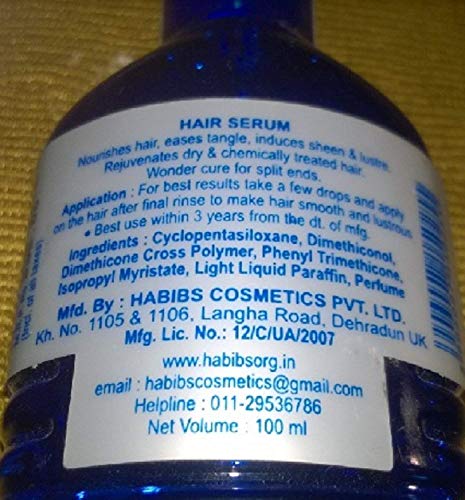 HAIR SERUM
Nourishes hair, eases tangle, induces sheen & lustre.
Rejuvenates dry & chemically treated hair.
Wonder cure for split ends.
Application : For best results take a few drops and apply
on the hair after final rinse to make hair smooth and lustrous
• Best use within 3 years from the dt. of mfg.
Ingredients : Cyclopentasiloxane, Dimethiconol,
Dimethicone Cross Polymer, Phenyl Trimethicone,
Isopropyl Myristate, Light Liquid Paraffin, Perfume
Mfd. By : HABIBS COSMETICS PVT. LTD.
Kh. No. 1105 & 1106, Langha Road, Dehradun UK
Mfg. Lic. No.: 12/C/UA/2007
www.habibsorg.in
email : habibscosmetics@gmail.com
Helpline : 011-29536786
Net Volume : 100 ml
of all taxes)